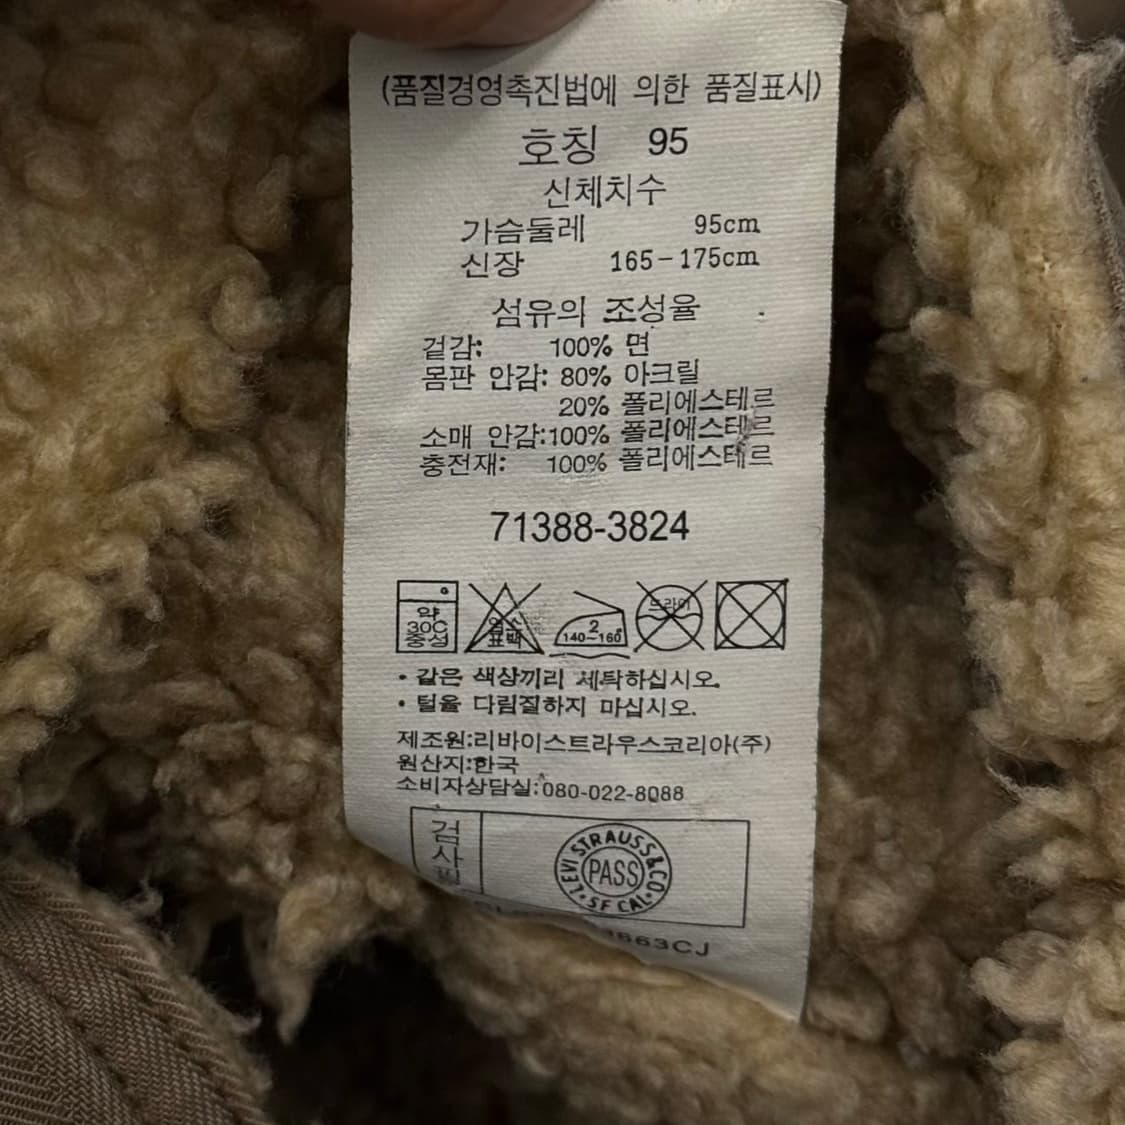 (품질경영촉진법에 의한 품질표시)
호칭 95
신체치수
가슴둘레 95cm
신장 165-175cm
섬유의 조성율
겉감: 100% 면
몸판 안감: 80% 아크릴
20% 폴리에스테르
소매 안감:100% 폴리에스테르
충전재: 100% 폴리에스테르
71388-3824
약 30C 중성
염소 표백
2 140~160
드라이
• 같은 색상끼리 세탁하십시오.
• 털을 다림질하지 마십시오.
제조원:리바이스트라우스코리아(주)
원산지:한국
소비자상담실:080-022-8088
검사필
LEVI STRAUSS & CO.
PASS
SF CAL
3663CJ